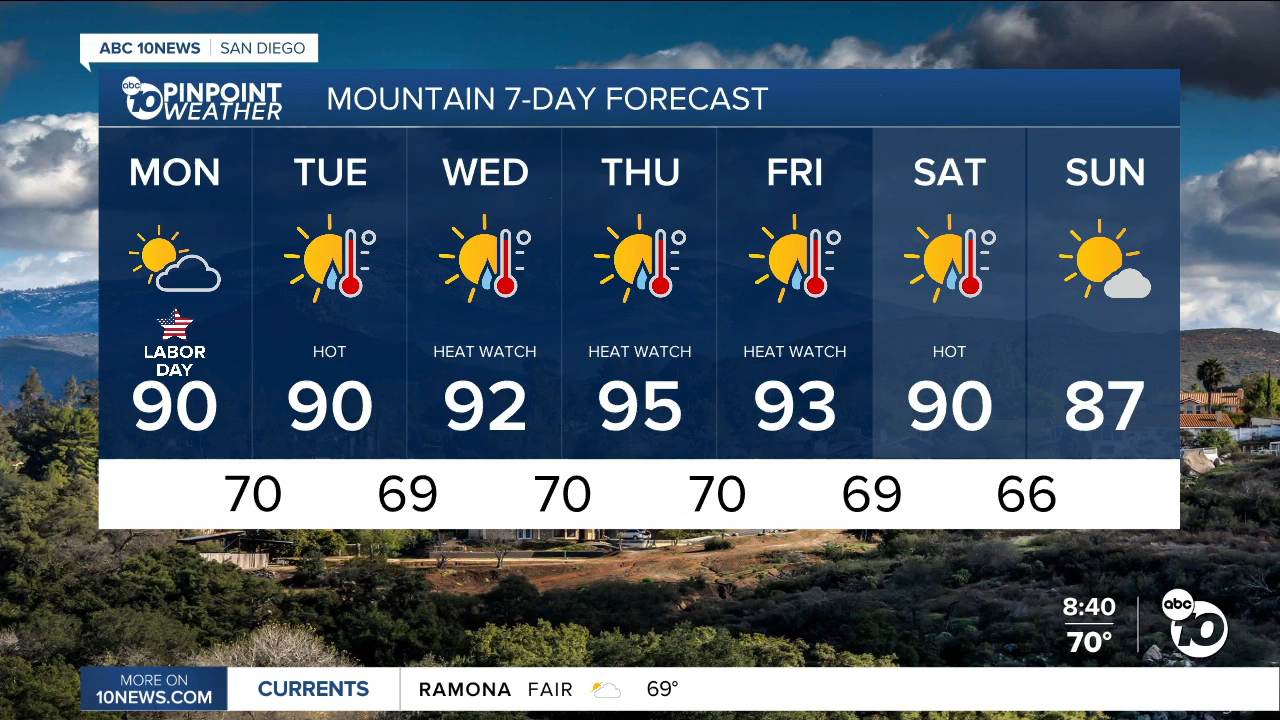 ABC 10NEWS | SAN DIEGO
abc 10 PINPOINT WEATHER
MOUNTAIN 7-DAY FORECAST
MON TUE WED THU FRI SAT SUN
LABOR DAY HOT HEAT WATCH HEAT WATCH HEAT WATCH HOT
90 90 92 95 93 90 87
70 69 70 70 69 66
8:40
70°
abc 10
MORE ON
10NEWS.COM
CURRENTS
RAMONA FAIR 69°